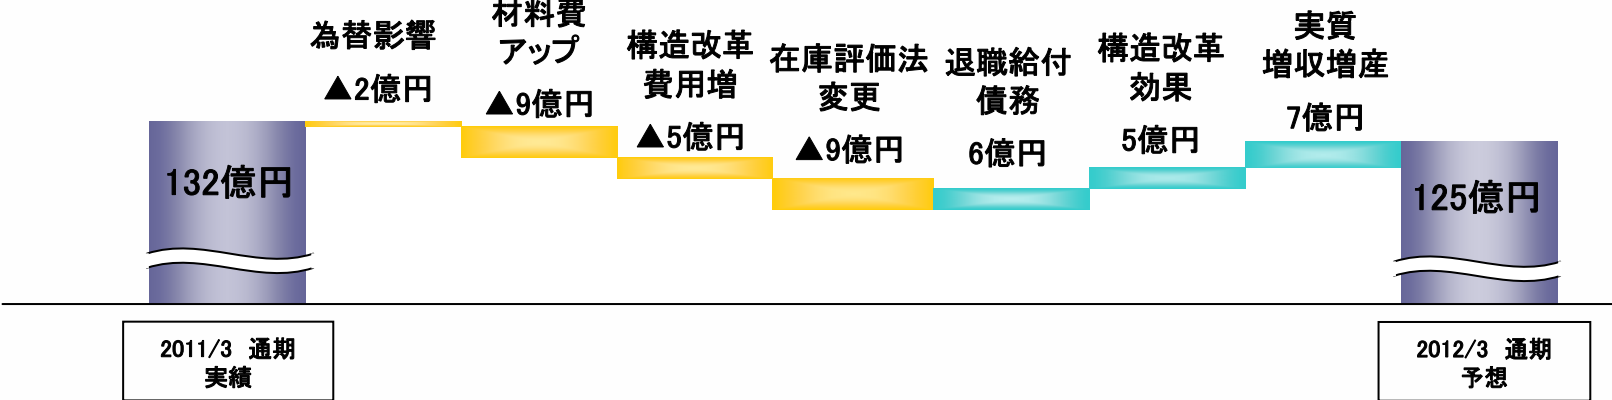 為替影響
▲2億円
材料費
アップ
▲9億円
構造改革
費用増
▲5億円
在庫評価法
変更
▲9億円
退職給付
債務
6億円
構造改革
効果
5億円
実質
増収増産
7億円
132億円
125億円
2011/3 通期
実績
2012/3 通期
予想